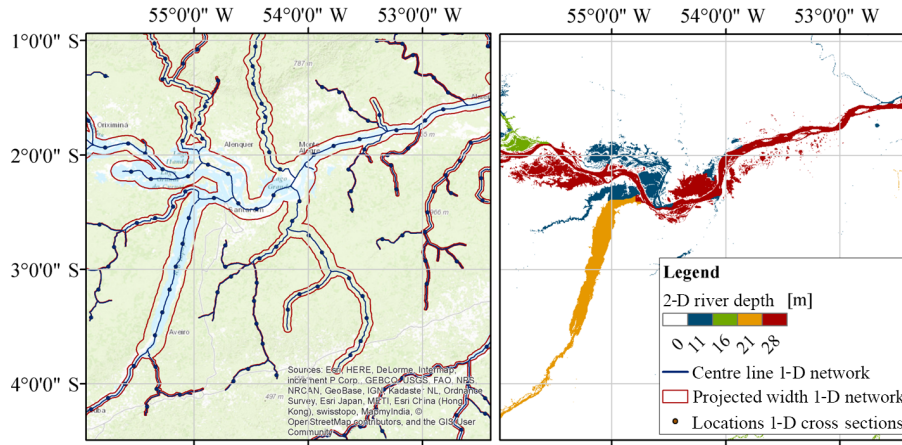 55°0'0" W 54°0'0" W 53°0'0" W
55°0'0" W 54°0'0" W 53°0'0" W
1°0'0" S
787 m
Oriximiná
Alenquer
Monte
Alegre
2°0'0" S
Santarém
3°0'0" S
Aveiro
4°0'0" S
497 m
Sources: Esri, HERE, DeLorme, Intermap,
increment P Corp., GEBCO, USGS, FAO, NPS,
NRCAN, GeoBase, IGN, Kadaster NL, Ordnance
Survey, Esri Japan, METI, Esri China (Hong
Kong), swisstopo, MapmyIndia, ©
OpenStreetMap contributors, and the GIS User
Community
Legend
2-D river depth [m]
0 11 16 21 28
Centre line 1-D network
Projected width 1-D network
Locations 1-D cross sections